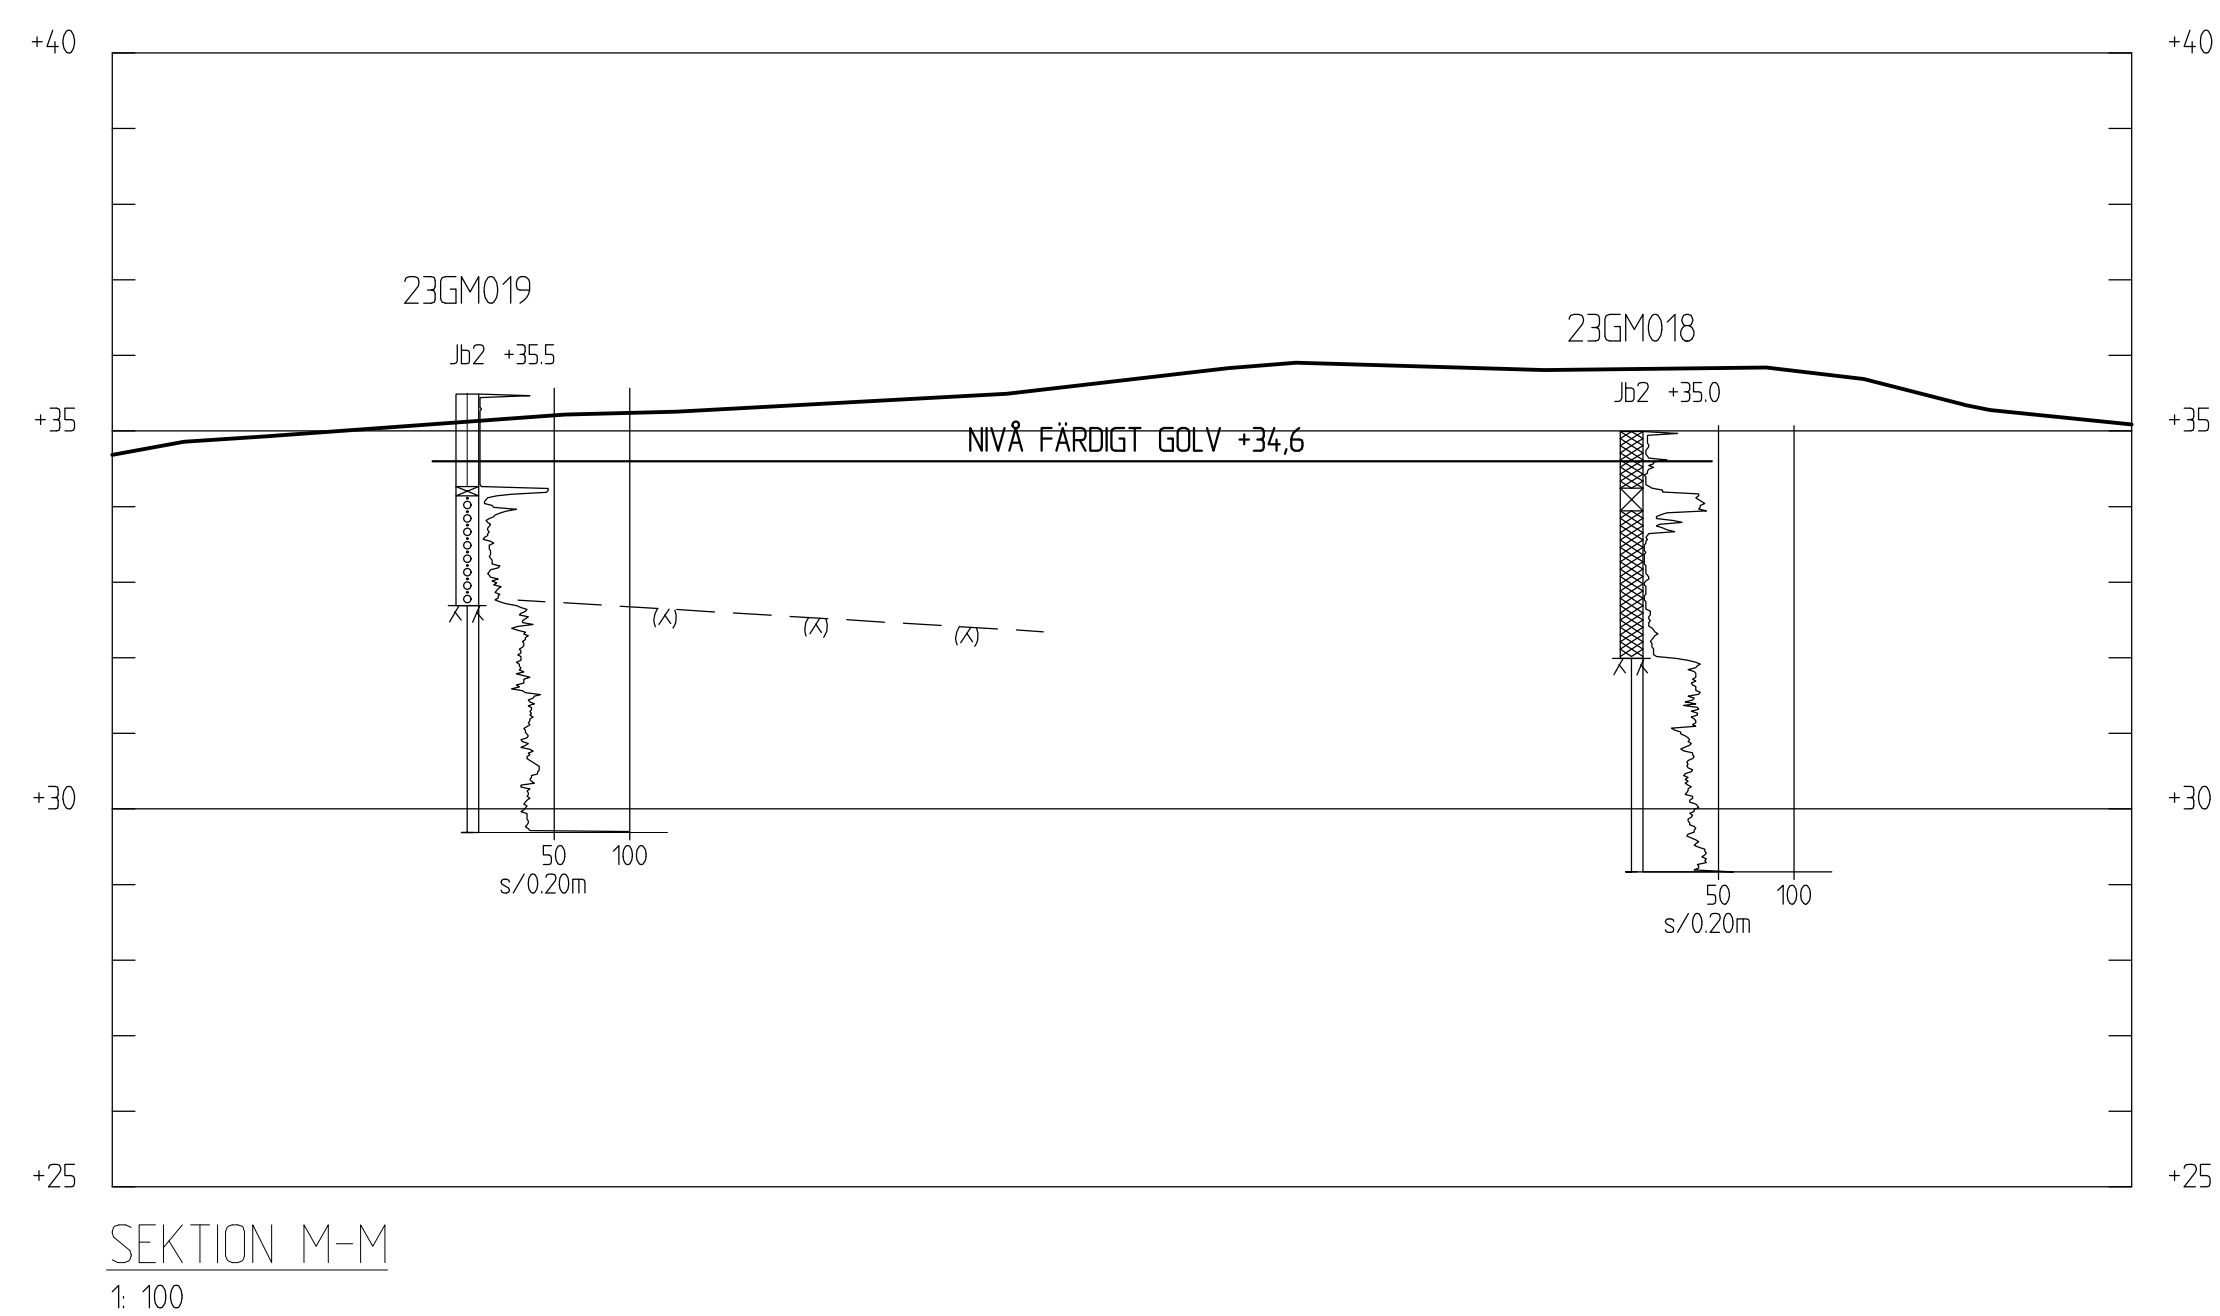 +40 +40
23GM019
23GM018
Jb2 +35.5
Jb2 +35.0
+35 +35
NIVÅ FÄRDIGT GOLV +34,6
+30 +30
50 100
s/0.20m
50 100
s/0.20m
+25 +25
SEKTION M-M
1: 100